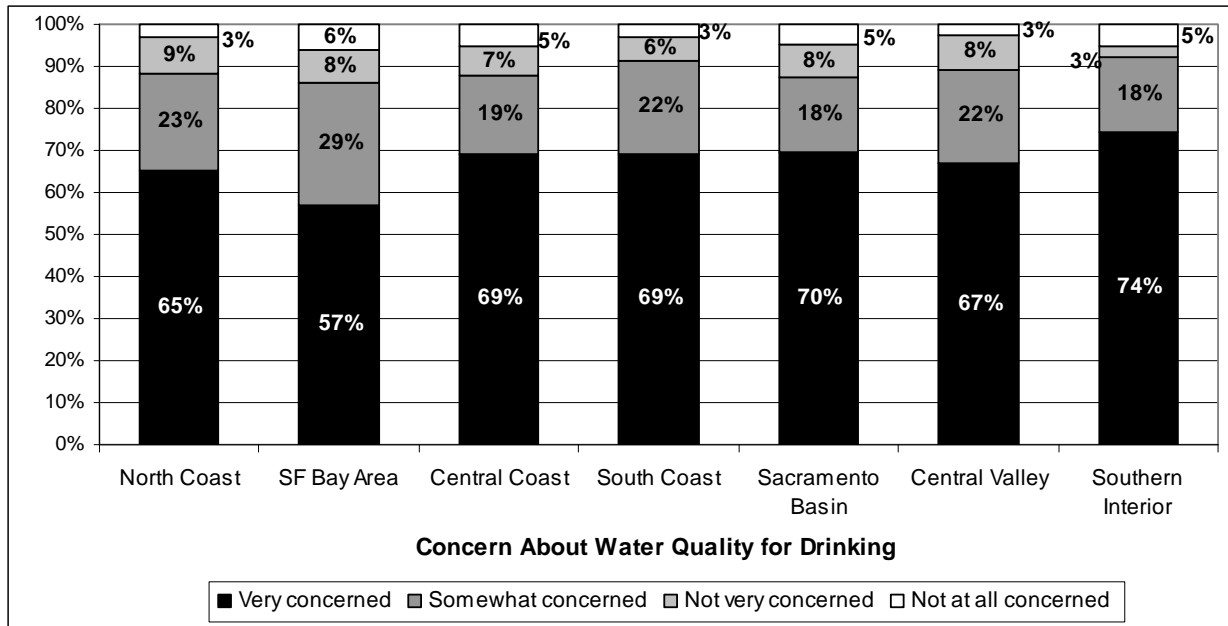 100%
90%
80%
70%
60%
50%
40%
30%
20%
10%
0%
3% 6% 5% 3% 5% 3% 5%
9% 8% 7% 6% 8% 8% 3%
23% 29% 19% 22% 18% 22% 18%
65% 57% 69% 69% 70% 67% 74%
North Coast SF Bay Area Central Coast South Coast Sacramento Basin Central Valley Southern Interior
Concern About Water Quality for Drinking
Very concerned Somewhat concerned Not very concerned Not at all concerned